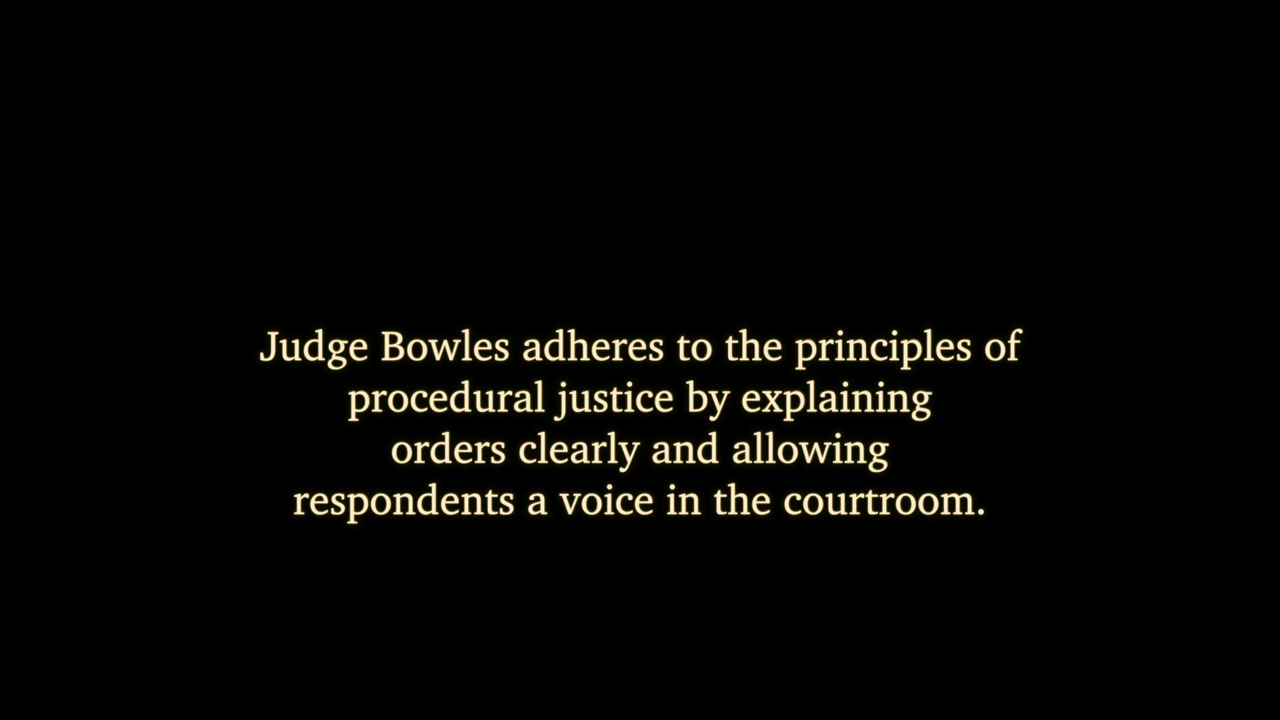 Judge Bowles adheres to the principles of
procedural justice by explaining
orders clearly and allowing
respondents a voice in the courtroom.